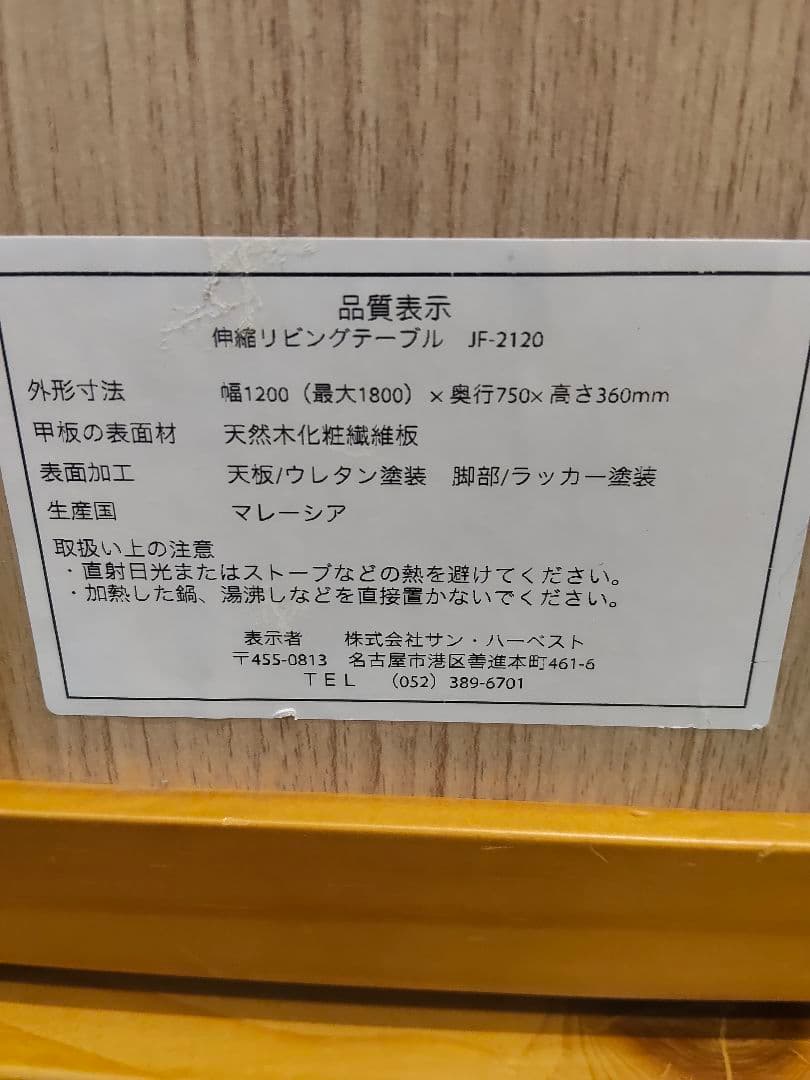 品質表示
伸縮リビングテーブル JF-2120
外形寸法 幅1200（最大1800）×奥行750×高さ360mm
甲板の表面材 天然木化粧繊維板
表面加工 天板/ウレタン塗装 脚部/ラッカー塗装
生産国 マレーシア
取扱い上の注意
・直射日光またはストーブなどの熱を避けてください。
・加熱した鍋、湯沸しなどを直接置かないでください。
表示者 株式会社サン・ハーベスト
〒455-0813 名古屋市港区善進本町461-6
ＴＥＬ （052）389-6701